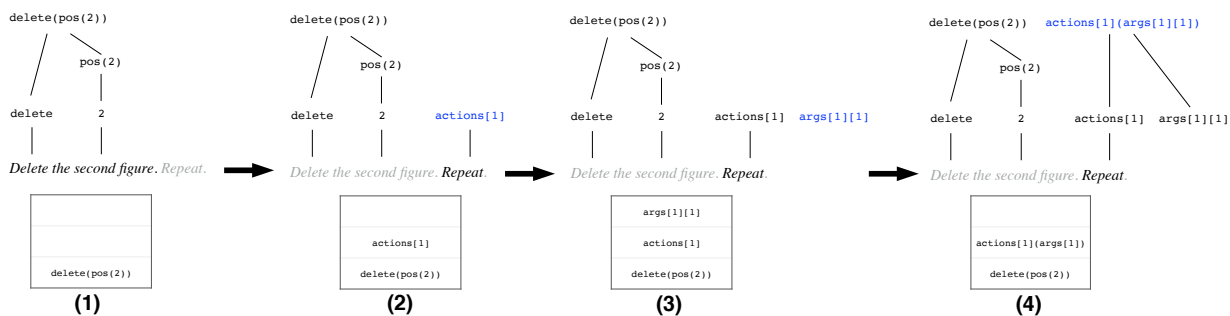 delete(pos(2))
pos(2)
delete 2
Delete the second figure. Repeat.
delete(pos(2))
(1)
delete(pos(2))
pos(2)
delete 2 actions[1]
Delete the second figure. Repeat.
actions[1]
delete(pos(2))
(2)
delete(pos(2))
pos(2)
delete 2 actions[1] args[1][1]
Delete the second figure. Repeat.
args[1][1]
actions[1]
delete(pos(2))
(3)
delete(pos(2)) actions[1](args[1][1])
pos(2)
delete 2 actions[1] args[1][1]
Delete the second figure. Repeat.
actions[1](args[1])
delete(pos(2))
(4)